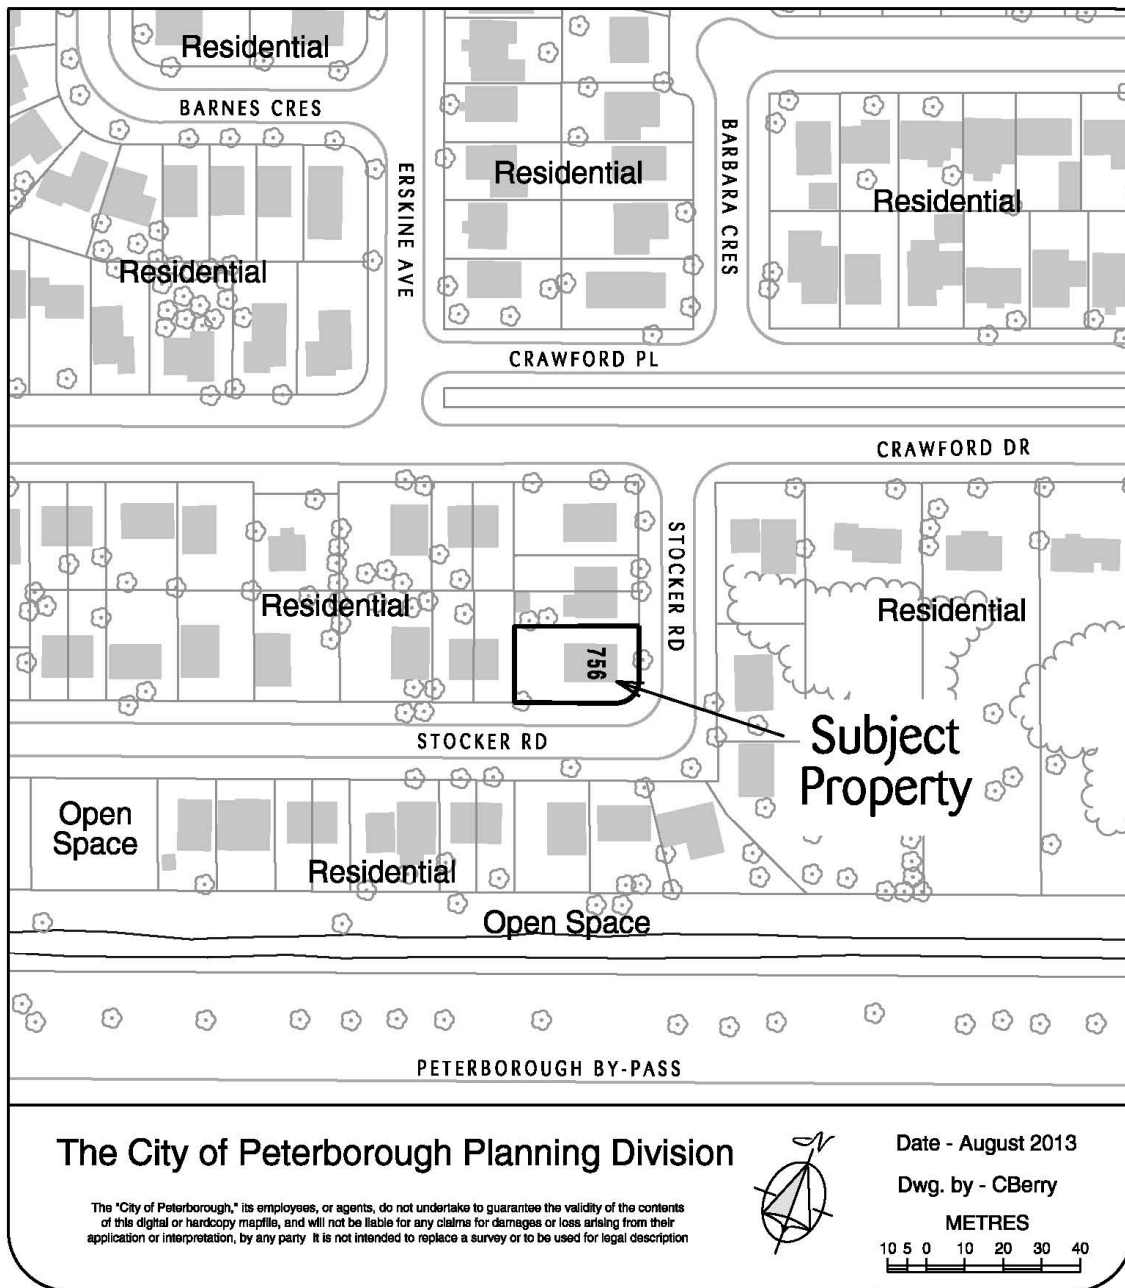 Residential
BARNES CRES
ERSKINE AVE
Residential
BARBARA CRES
Residential
Residential
CRAWFORD PL
CRAWFORD DR
STOCKER RD
Residential
Residential
756
Subject
Property
STOCKER RD
Open
Space
Residential
Open Space
PETERBOROUGH BY-PASS
The City of Peterborough Planning Division
The "City of Peterborough," its employees, or agents, do not undertake to guarantee the validity of the contents
of this digital or hardcopy mapfile, and will not be liable for any claims for damages or loss arising from their
application or interpretation, by any party It is not intended to replace a survey or to be used for legal description
N
Date - August 2013
Dwg. by - CBerry
METRES
10 5 0 10 20 30 40